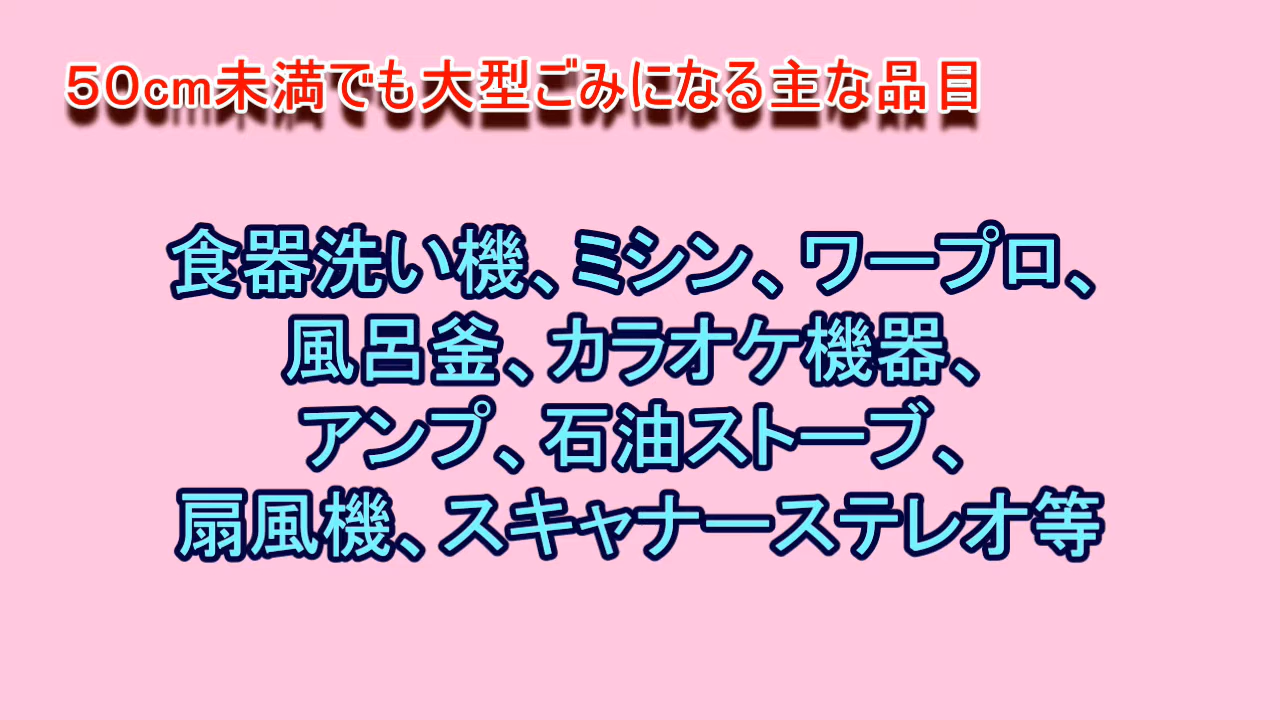 50cm未満でも大型ごみになる主な品目
食器洗い機、ミシン、ワープロ、
風呂釜、カラオケ機器、
アンプ、石油ストーブ、
扇風機、スキャナーステレオ等